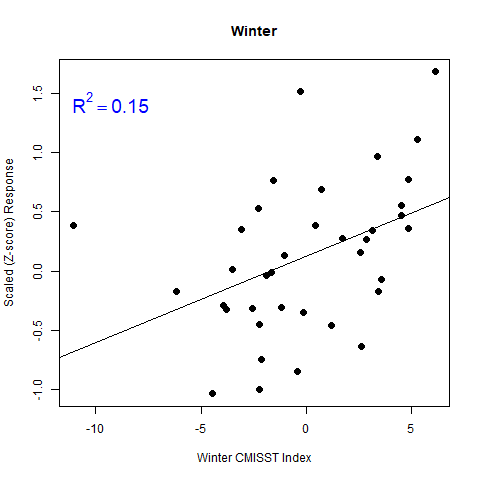 Winter
R² = 0.15
Scaled (Z-score) Response
1.5
1.0
0.5
0.0
-0.5
-1.0
-10 -5 0 5
Winter CMISST Index